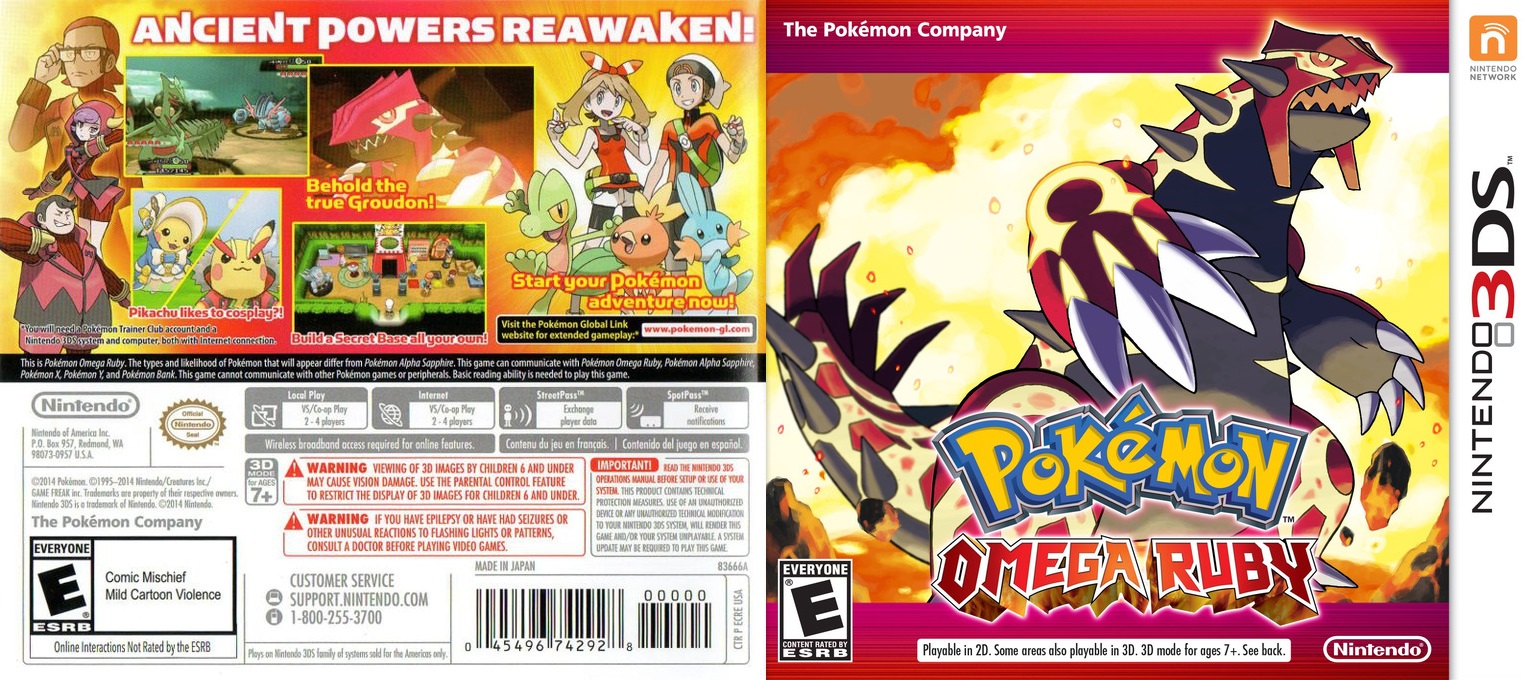 ANCIENT POWERS REAWAKEN!
Behold the
true Groudon!
Pikachu likes to cosplay?!
*You will need a Pokémon Trainer Club account and a
Nintendo 3DS system and computer, both with Internet connection.
Build a Secret Base all your own!
Start your Pokémon
adventure now!
Visit the Pokémon Global Link
website for extended gameplay:*
www.pokemon-gl.com
This is Pokémon Omega Ruby. The types and likelihood of Pokémon that will appear differ from Pokémon Alpha Sapphire. This game can communicate with Pokémon Omega Ruby, Pokémon Alpha Sapphire,
Pokémon X, Pokémon Y, and Pokémon Bank. This game cannot communicate with other Pokémon games or peripherals. Basic reading ability is needed to play this game.
Nintendo®
Nintendo of America Inc.
P.O. Box 957, Redmond, WA
98073-0957 U.S.A.
Official
Nintendo
Seal
Local Play
VS/Co-op Play
2 - 4 players
Internet
VS/Co-op Play
2 - 4 players
StreetPass™
Exchange
player data
SpotPass™
Receive
notifications
Wireless broadband access required for online features.
Contenu du jeu en français. | Contenido del juego en español.
©2014 Pokémon. ©1995–2014 Nintendo/Creatures Inc./
GAME FREAK inc. Trademarks are property of their respective owners.
Nintendo 3DS is a trademark of Nintendo. ©2014 Nintendo.
The Pokémon Company
3D
MODE
for AGES
7+
WARNING VIEWING OF 3D IMAGES BY CHILDREN 6 AND UNDER
MAY CAUSE VISION DAMAGE. USE THE PARENTAL CONTROL FEATURE
TO RESTRICT THE DISPLAY OF 3D IMAGES FOR CHILDREN 6 AND UNDER.
WARNING IF YOU HAVE EPILEPSY OR HAVE HAD SEIZURES OR
OTHER UNUSUAL REACTIONS TO FLASHING LIGHTS OR PATTERNS,
CONSULT A DOCTOR BEFORE PLAYING VIDEO GAMES.
IMPORTANT! READ THE NINTENDO 3DS
OPERATIONS MANUAL BEFORE SETUP OR USE OF YOUR
SYSTEM. THIS PRODUCT CONTAINS TECHNICAL
PROTECTION MEASURES. USE OF AN UNAUTHORIZED
DEVICE OR ANY UNAUTHORIZED TECHNICAL MODIFICATION
TO YOUR NINTENDO 3DS SYSTEM, WILL RENDER THIS
GAME AND/OR YOUR SYSTEM UNPLAYABLE. A SYSTEM
UPDATE MAY BE REQUIRED TO PLAY THIS GAME.
EVERYONE
E
®
ESRB
Comic Mischief
Mild Cartoon Violence
Online Interactions Not Rated by the ESRB
CUSTOMER SERVICE
SUPPORT.NINTENDO.COM
1-800-255-3700
Plays on Nintendo 3DS family of systems sold for the Americas only.
MADE IN JAPAN
83666A
00000
0 45496 74292 8
CTR P ECRE USA
The Pokémon Company
POKéMON™
OMEGA RUBY
EVERYONE
E
®
CONTENT RATED BY
ESRB
Playable in 2D. Some areas also playable in 3D. 3D mode for ages 7+. See back.
Nintendo®
n
NINTENDO
NETWORK
NINTENDO 3DS™